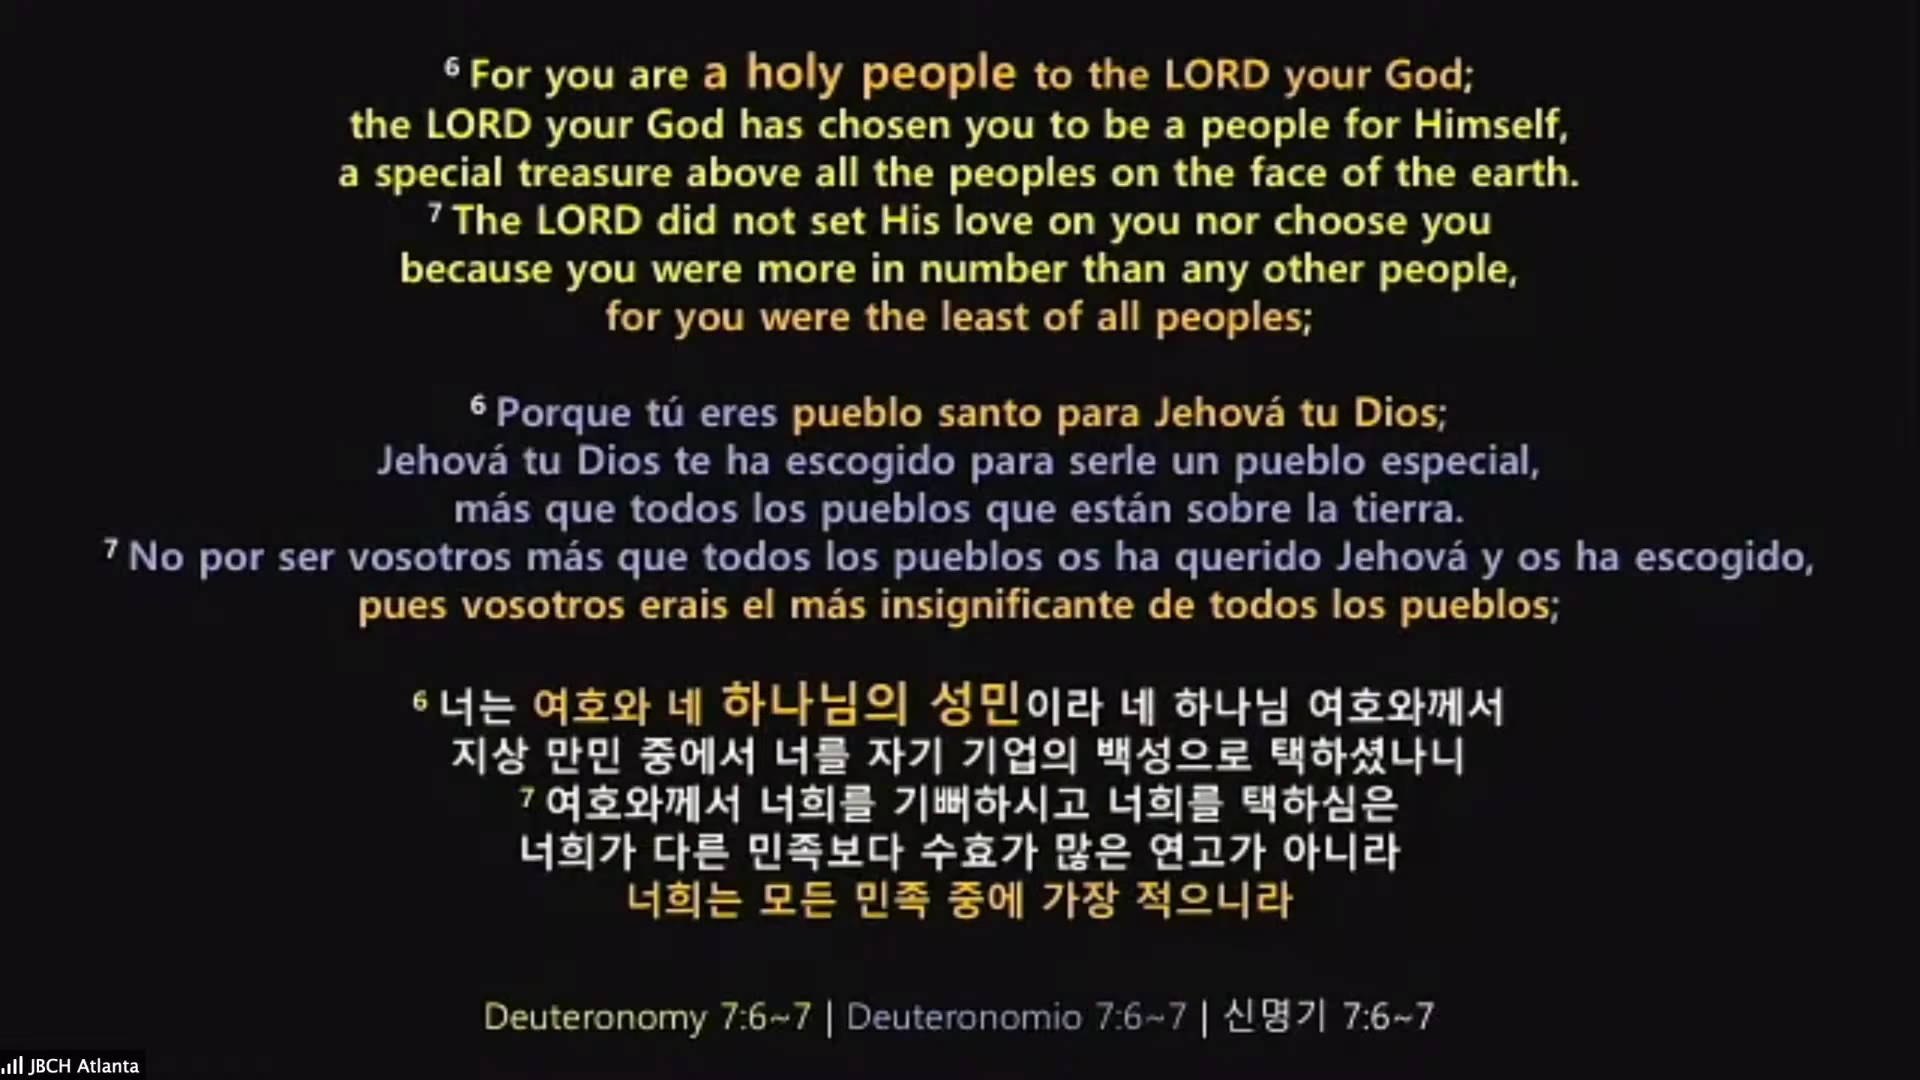 6 For you are a holy people to the LORD your God;
the LORD your God has chosen you to be a people for Himself,
a special treasure above all the peoples on the face of the earth.
7 The LORD did not set His love on you nor choose you
because you were more in number than any other people,
for you were the least of all peoples;
6 Porque tú eres pueblo santo para Jehová tu Dios;
Jehová tu Dios te ha escogido para serle un pueblo especial,
más que todos los pueblos que están sobre la tierra.
7 No por ser vosotros más que todos los pueblos os ha querido Jehová y os ha escogido,
pues vosotros erais el más insignificante de todos los pueblos;
6 너는 여호와 네 하나님의 성민이라 네 하나님 여호와께서
지상 만민 중에서 너를 자기 기업의 백성으로 택하셨나니
7 여호와께서 너희를 기뻐하시고 너희를 택하심은
너희가 다른 민족보다 수효가 많은 연고가 아니라
너희는 모든 민족 중에 가장 적으니라
Deuteronomy 7:6~7 | Deuteronomio 7:6~7 | 신명기 7:6~7
JBCH Atlanta